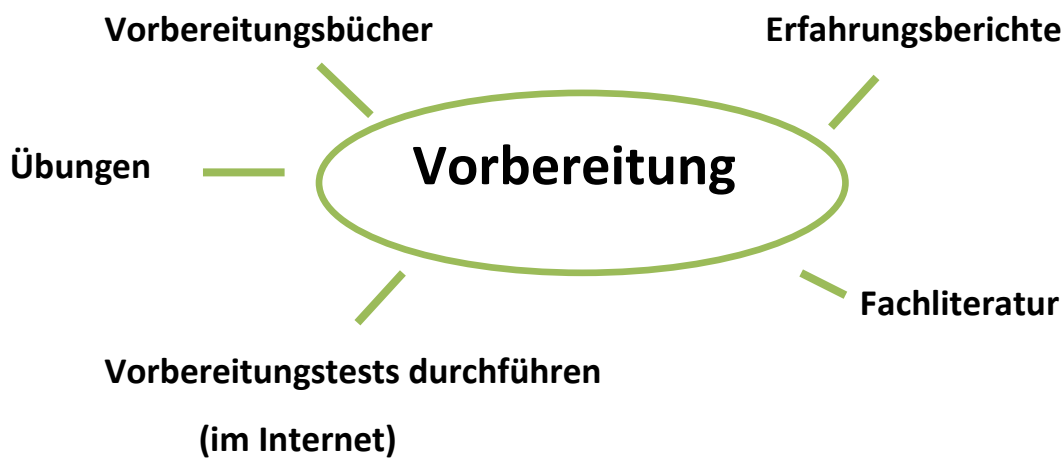 Vorbereitungsbücher
Erfahrungsberichte
Übungen
Vorbereitung
Fachliteratur
Vorbereitungstests durchführen
(im Internet)